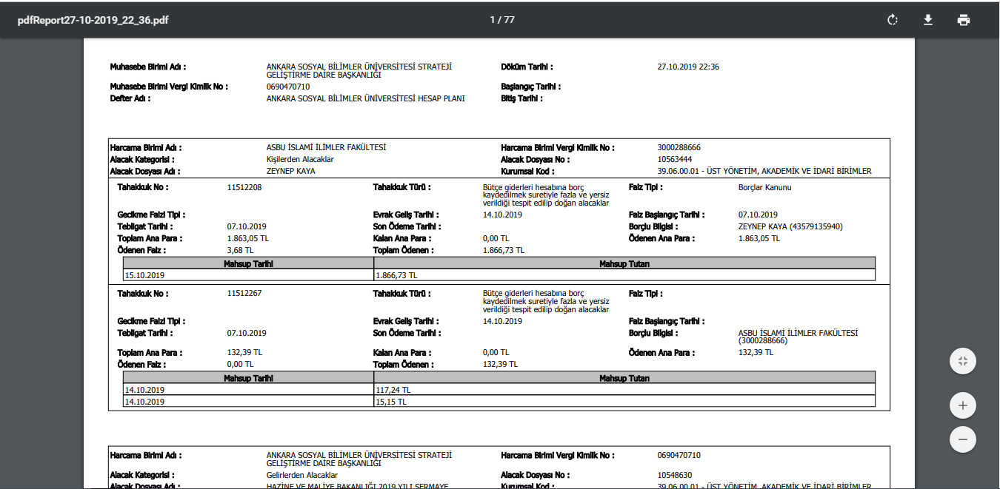 pdfReport27-10-2019_22_36.pdf 1 / 77
Muhasebe Birimi Adı : ANKARA SOSYAL BİLİMLER ÜNİVERSİTESİ STRATEJİ Döküm Tarihi : 27.10.2019 22:36
GELİŞTİRME DAİRE BAŞKANLIĞI
Muhasebe Birimi Vergi Kimlik No : 0690470710 Başlangıç Tarihi :
Defter Adı : ANKARA SOSYAL BİLİMLER ÜNİVERSİTESİ HESAP PLANI Bitiş Tarihi :
Harcama Birimi Adı : ASBU İSLAMİ İLİMLER FAKÜLTESİ Harcama Birimi Vergi Kimlik No : 3000288666
Alacak Kategorisi : Kişilerden Alacaklar Alacak Dosyası No : 10563444
Alacak Dosyası Adı : ZEYNEP KAYA Kurumsal Kod : 39.06.00.01 - ÜST YÖNETİM, AKADEMİK VE İDARİ BİRİMLER
Tahakkuk No : 11512208 Tahakkuk Türü : Bütçe giderleri hesabına borç Faiz Tipi : Borçlar Kanunu
kaydedilmek suretiyle fazla ve yersiz
verildiği tespit edilip doğan alacaklar
Gecikme Faizi Tipi : Evrak Geliş Tarihi : 14.10.2019 Faiz Başlangıç Tarihi : 07.10.2019
Tebligat Tarihi : 07.10.2019 Son Ödeme Tarihi : Borçlu Bilgisi : ZEYNEP KAYA (43579135940)
Toplam Ana Para : 1.863,05 TL Kalan Ana Para : 0,00 TL Ödenen Ana Para : 1.863,05 TL
Ödenen Faiz : 3,68 TL Toplam Ödenen : 1.866,73 TL
Mahsup Tarihi Mahsup Tutarı
15.10.2019 1.866,73 TL
Tahakkuk No : 11512267 Tahakkuk Türü : Bütçe giderleri hesabına borç Faiz Tipi :
kaydedilmek suretiyle fazla ve yersiz
verildiği tespit edilip doğan alacaklar
Gecikme Faizi Tipi : Evrak Geliş Tarihi : 14.10.2019 Faiz Başlangıç Tarihi :
Tebligat Tarihi : 07.10.2019 Son Ödeme Tarihi : Borçlu Bilgisi : ASBU İSLAMİ İLİMLER FAKÜLTESİ
(3000288666)
Toplam Ana Para : 132,39 TL Kalan Ana Para : 0,00 TL Ödenen Ana Para : 132,39 TL
Ödenen Faiz : 0,00 TL Toplam Ödenen : 132,39 TL
Mahsup Tarihi Mahsup Tutarı
14.10.2019 117,24 TL
14.10.2019 15,15 TL
Harcama Birimi Adı : ANKARA SOSYAL BİLİMLER ÜNİVERSİTESİ STRATEJİ Harcama Birimi Vergi Kimlik No : 0690470710
GELİŞTİRME DAİRE BAŞKANLIĞI
Alacak Kategorisi : Gelirlerden Alacaklar Alacak Dosyası No : 10548630
Alacak Dosyası Adı : HAZİNE VE MALİYE BAKANLIĞI 2019 YILI SERMAYE Kurumsal Kod : 39.06.00.01 - ÜST YÖNETİM, AKADEMİK VE İDARİ BİRİMLER